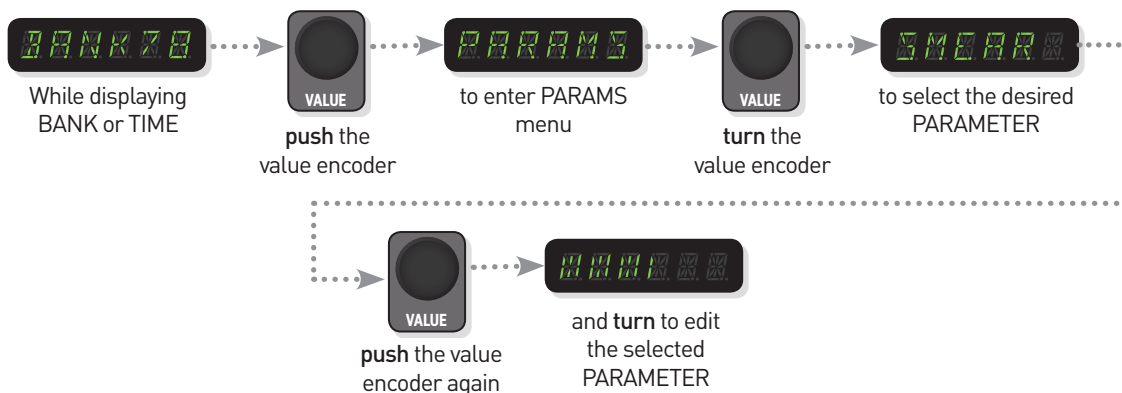 BANK78
VALUE
PARAMS
VALUE
SMEAR
While displaying
BANK or TIME
push the
value encoder
to enter PARAMS
menu
turn the
value encoder
to select the desired
PARAMETER
VALUE
push the value
encoder again
and turn to edit
the selected
PARAMETER